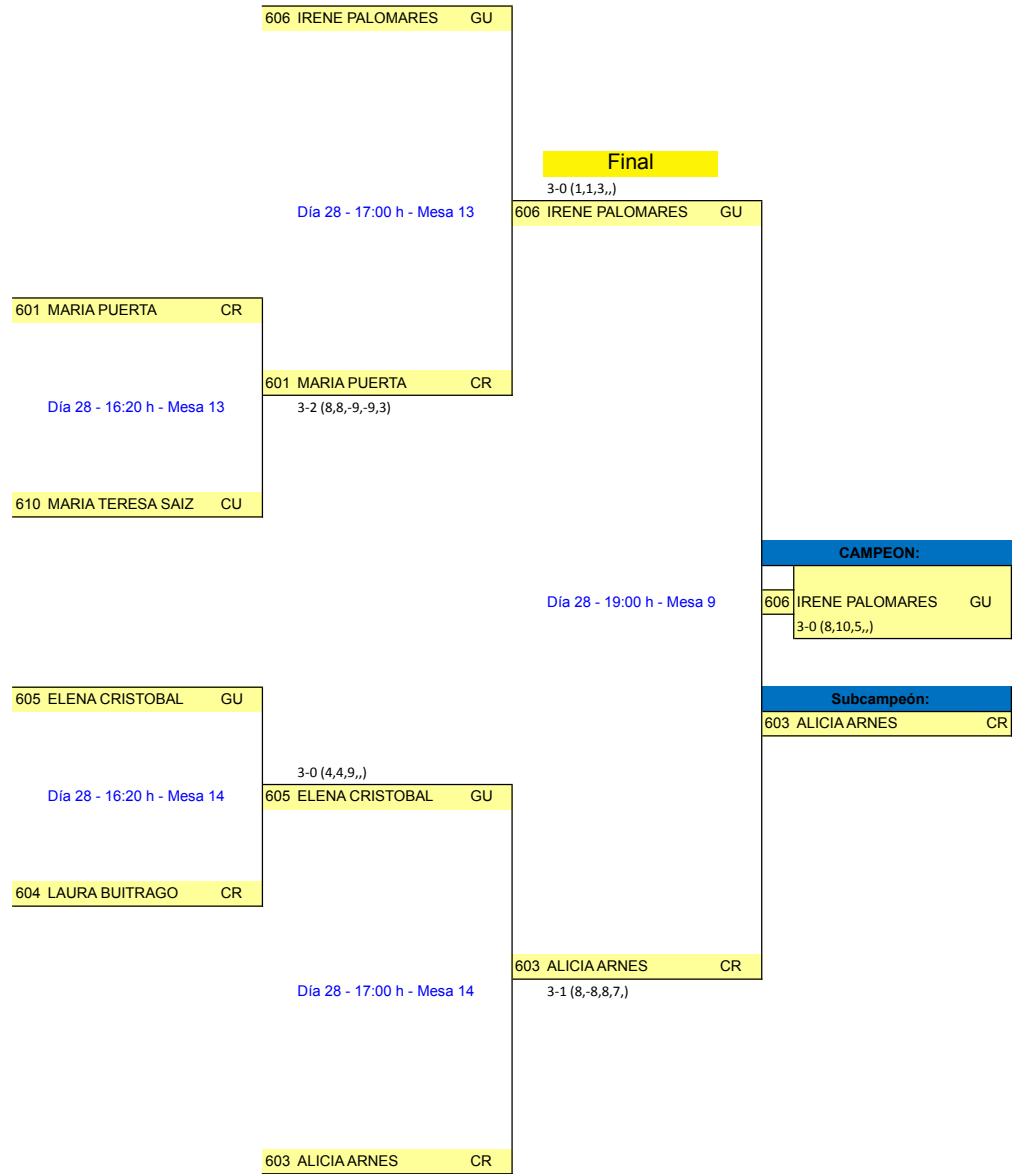 606 IRENE PALOMARES GU
Final
3-0 (1,1,3,,)
Día 28 - 17:00 h - Mesa 13
606 IRENE PALOMARES GU
601 MARIA PUERTA CR
601 MARIA PUERTA CR
Día 28 - 16:20 h - Mesa 13
3-2 (8,8,-9,-9,3)
610 MARIA TERESA SAIZ CU
CAMPEON:
Día 28 - 19:00 h - Mesa 9
606 IRENE PALOMARES GU
3-0 (8,10,5,,)
605 ELENA CRISTOBAL GU
Subcampeón:
603 ALICIA ARNES CR
3-0 (4,4,9,,)
Día 28 - 16:20 h - Mesa 14
605 ELENA CRISTOBAL GU
604 LAURA BUITRAGO CR
603 ALICIA ARNES CR
Día 28 - 17:00 h - Mesa 14
3-1 (8,-8,8,7,)
603 ALICIA ARNES CR